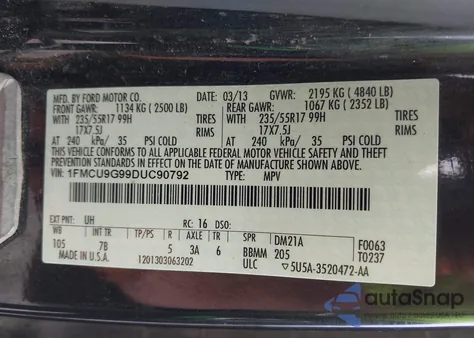 MFD. BY FORD MOTOR CO. 03/13 GVWR: 2195 KG ( 4840 LB)
FRONT GAWR: 1134 KG ( 2500 LB) REAR GAWR: 1067 KG ( 2352 LB)
WITH 235/55R17 99H TIRES WITH 235/55R17 99H TIRES
17X7.5J RIMS 17X7.5J RIMS
AT 240 kPa/ 35 PSI COLD AT 240 kPa/ 35 PSI COLD
THIS VEHICLE CONFORMS TO ALL APPLICABLE FEDERAL MOTOR VEHICLE SAFETY
AND THEFT PREVENTION STANDARDS IN EFFECT ON THE DATE OF MANUFACTURE SHOWN ABOVE.
VIN: 1FMCU9G99DUC90792 TYPE: MPV
EXT PNT: UH RC: 16 DSO:
WB INT TR TP/PS R AXLE TR SPR DM21A F0063
105 7B 5 3A 6 BBMM 205 T0237
MADE IN U.S.A. 1201303063202 ULC 5U5A-3520472-AA
autoSnap